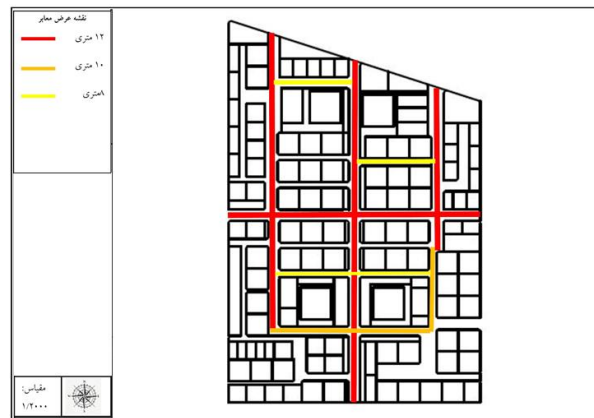 نقشه عرض معابر
۱۲ متری
۱۰ متری
۸متری
مقیاس:
۱/۲۰۰۰